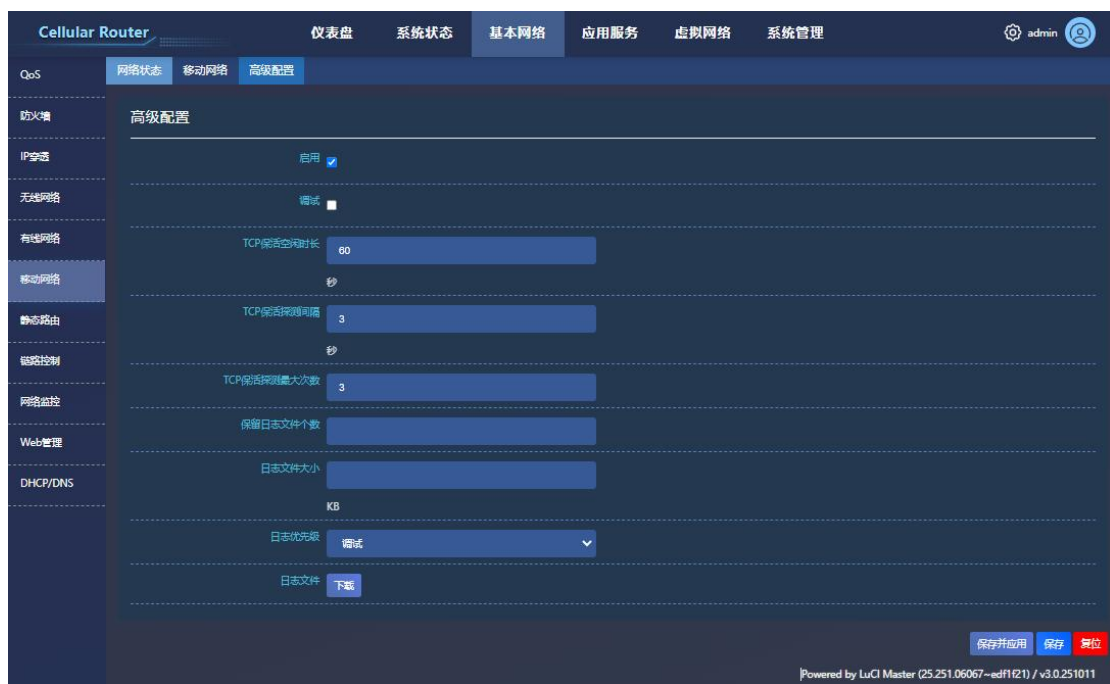 Cellular Router 仪表盘 系统状态 基本网络 应用服务 虚拟网络 系统管理 admin
QoS
防火墙
IP穿透
无线网络
有线网络
移动网络
静态路由
链路控制
网络监控
Web管理
DHCP/DNS
网络状态 移动网络 高级配置
高级配置
启用
调试
TCP保活空闲时长 60
秒
TCP保活探测间隔 3
秒
TCP保活探测最大次数 3
保留日志文件个数
日志文件大小
KB
日志优先级 调试
日志文件 下载
保存并应用 保存 复位
Powered by LuCI Master (25.251.06067~edf1f21) / v3.0.251011